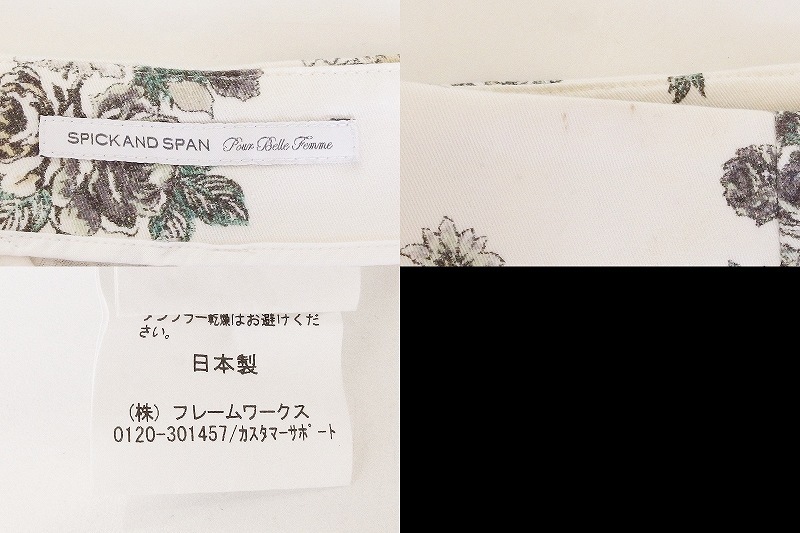 SPICK AND SPAN Pour Belle Femme
タンブラー乾燥はお避けくだ
さい。
日本製
(株) フレームワークス
0120-301457/ｶｽﾀﾏｰｻﾎﾟｰﾄ